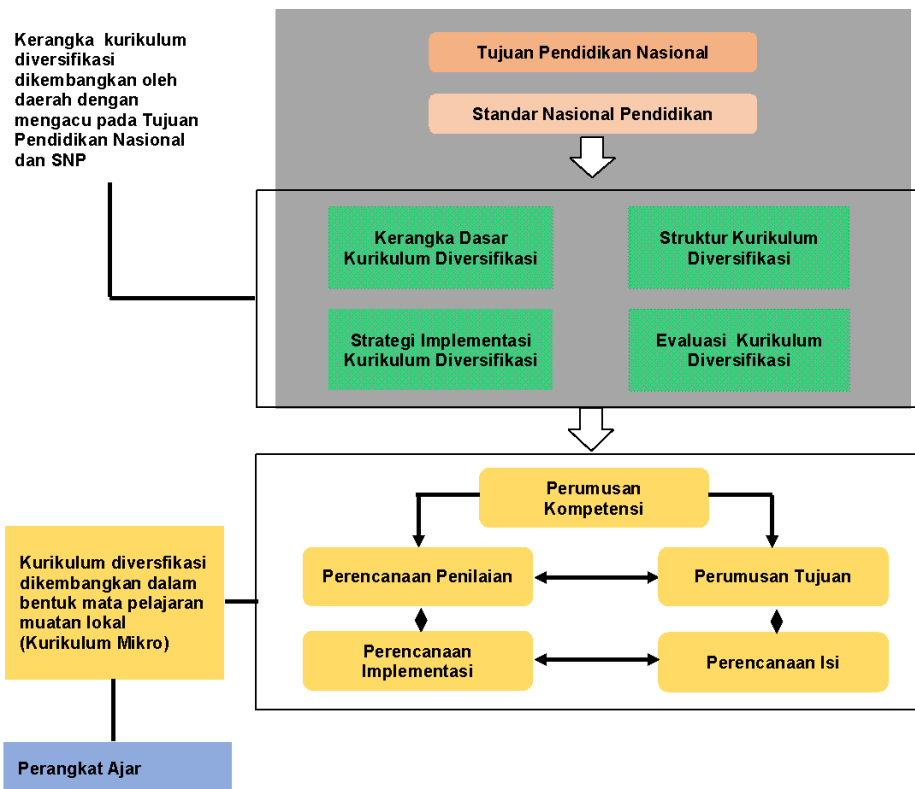 Kerangka kurikulum
diversifikasi
dikembangkan oleh
daerah dengan
mengacu pada Tujuan
Pendidikan Nasional
dan SNP
Tujuan Pendidikan Nasional
Standar Nasional Pendidikan
Kerangka Dasar
Kurikulum Diversifikasi
Struktur Kurikulum
Diversifikasi
Strategi Implementasi
Kurikulum Diversifikasi
Evaluasi Kurikulum
Diversifikasi
Perumusan
Kompetensi
Perencanaan Penilaian
Perumusan Tujuan
Perencanaan
Implementasi
Perencanaan Isi
Kurikulum diversfikasi
dikembangkan dalam
bentuk mata pelajaran
muatan lokal
(Kurikulum Mikro)
Perangkat Ajar